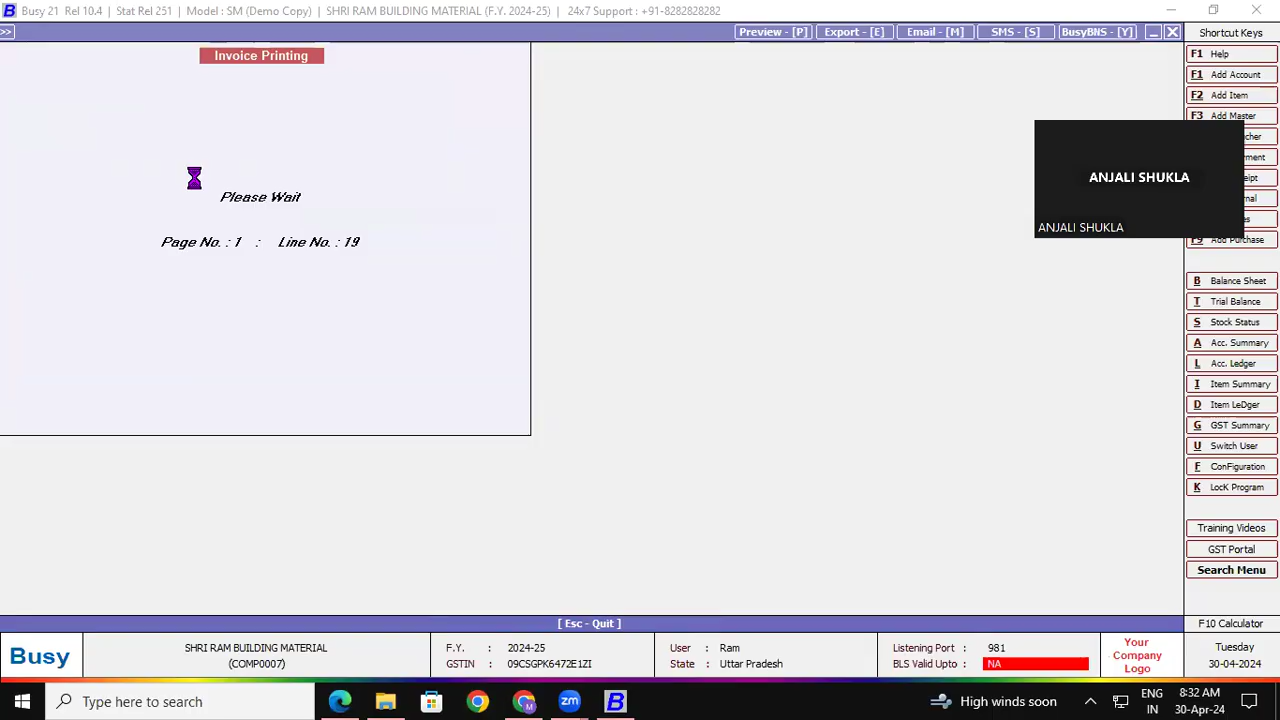 Busy 21 Rel 10.4 | Stat Rel 251 | Model : SM (Demo Copy) | SHRI RAM BUILDING MATERIAL (F.Y. 2024-25) | 24x7 Support : +91-8282828282
>>
Preview - [P]
Export - [E]
Email - [M]
SMS - [S]
BusyBNS - [Y]
Shortcut Keys
Invoice Printing
Please Wait
Page No. : 1 : Line No. : 19
ANJALI SHUKLA
ANJALI SHUKLA
F1 Help
F1 Add Account
F2 Add Item
F3 Add Master
F9 Add Purchase
B Balance Sheet
T Trial Balance
S Stock Status
A Acc. Summary
L Acc. Ledger
I Item Summary
D Item LeDger
G GST Summary
U Switch User
F ConFiguration
K LocK Program
Training Videos
GST Portal
Search Menu
[ Esc - Quit ]
F10 Calculator
Busy
SHRI RAM BUILDING MATERIAL
(COMP0007)
F.Y. : 2024-25
GSTIN : 09CSGPK6472E1ZI
User : Ram
State : Uttar Pradesh
Listening Port : 981
BLS Valid Upto : NA
Your
Company
Logo
Tuesday
30-04-2024
Type here to search
High winds soon
ENG
IN
8:32 AM
30-Apr-24